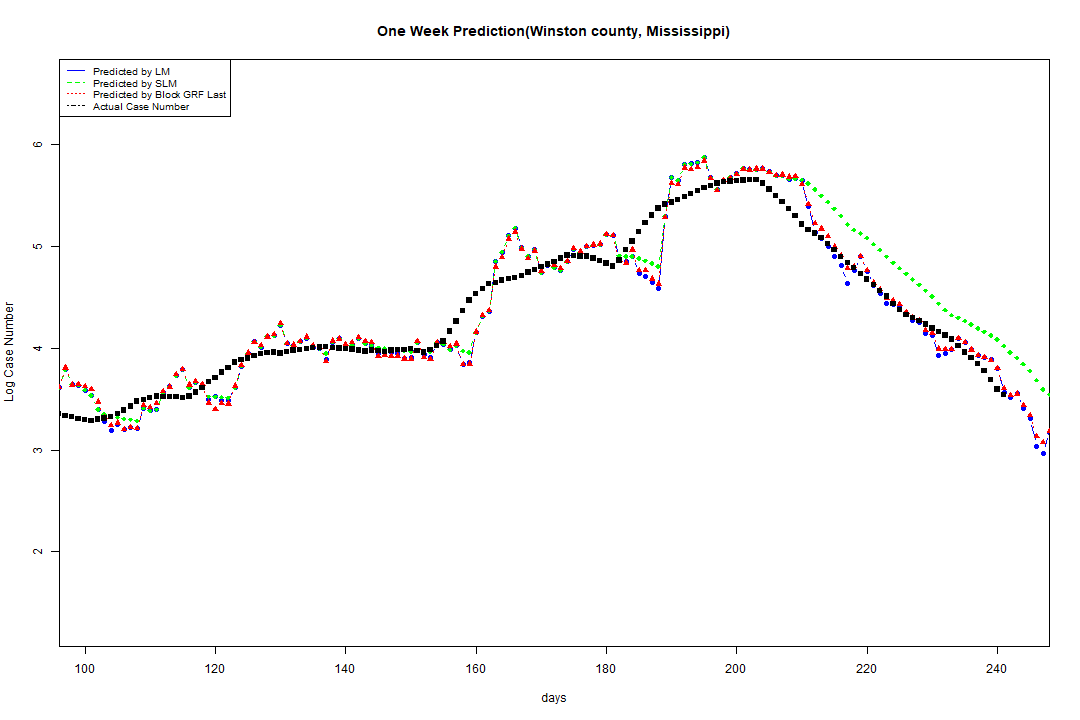 One Week Prediction(Winston county, Mississippi)
Predicted by LM
Predicted by SLM
Predicted by Block GRF Last
Actual Case Number
6
5
4
3
2
Log Case Number
100 120 140 160 180 200 220 240
days